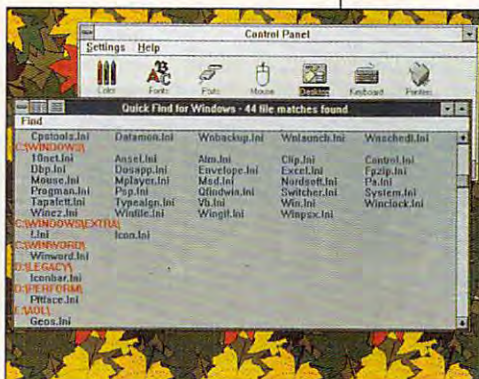 Control Panel
Settings Help
Color Fonts Ports Mouse Desktop Keyboard Printers
Quick Find for Windows - 44 file matches found
Find
Cpstools.Ini Datamon.Ini Wnbackup.Ini Wnlaunch.Ini Wnschedl.Ini
C:\WINDOWS\
10net.Ini Ansel.Ini Atm.Ini Clip.Ini Control.Ini
Dbp.Ini Dosapp.Ini Envelope.Ini Excel.Ini Fpzip.Ini
Mouse.Ini Mplayer.Ini Msd.Ini Nordsoft.Ini Pa.Ini
Progman.Ini Psp.Ini Qfindwin.Ini Switcher.Ini System.Ini
Tapafett.Ini Typealgn.Ini Vb.Ini Win.Ini Winclock.Ini
Winez.Ini Winfile.Ini Wingif.Ini Winpsx.Ini
C:\WINDOWS\EXTRA\
!.Ini Icon.Ini
C:\WINWORD\
Winword.Ini
D:\LEGACY\
Iconbar.Ini
D:\PERFORM\
Pftface.Ini
E:\AOL\
Geos.Ini